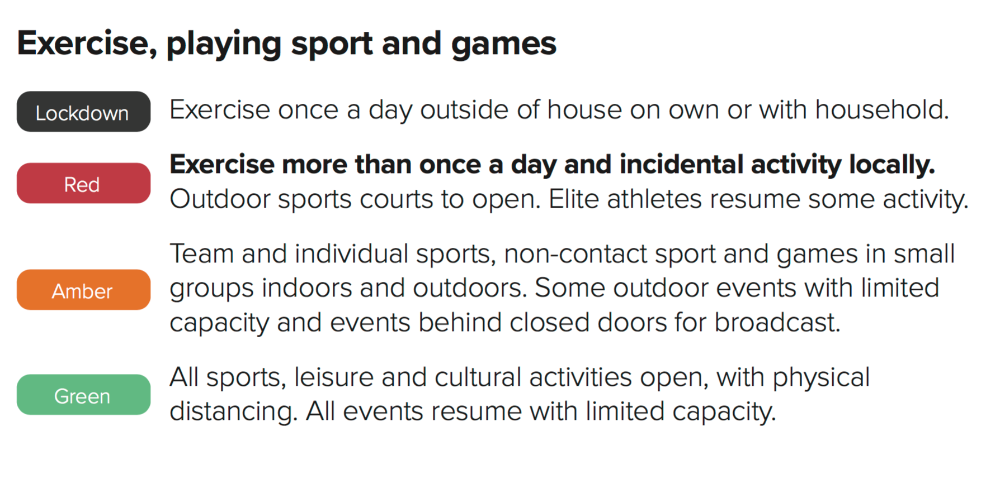 Exercise, playing sport and games
Lockdown
Exercise once a day outside of house on own or with household.
Red
Exercise more than once a day and incidental activity locally.
Outdoor sports courts to open. Elite athletes resume some activity.
Amber
Team and individual sports, non-contact sport and games in small
groups indoors and outdoors. Some outdoor events with limited
capacity and events behind closed doors for broadcast.
Green
All sports, leisure and cultural activities open, with physical
distancing. All events resume with limited capacity.